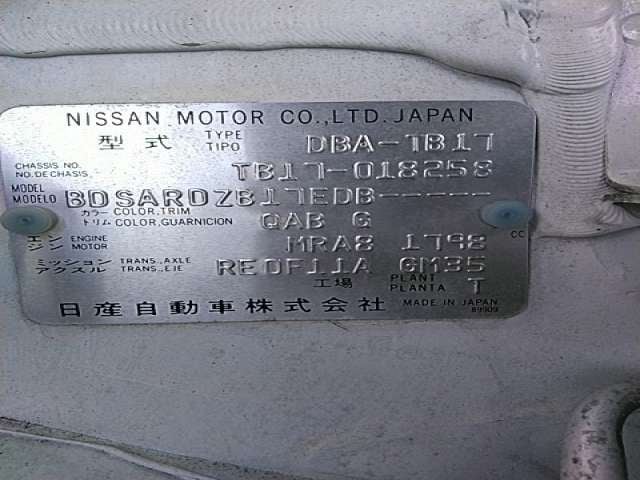 NISSAN MOTOR CO.,LTD. JAPAN
型式 TYPE TIPO DBA-TB17
CHASSIS NO. NO.DE CHASIS TB17-018258
MODEL MODELO BDSARDZB17EDB-----
カラー COLOR,TRIM トリム COLOR,GUARNICION QAB G
エンジン ENGINE MOTOR MRA8 1798 CC
ミッション TRANS.,AXLE アクスル TRANS.,EJE RE0F11A GM35
工場 PLANT PLANTA T
日産自動車株式会社 MADE IN JAPAN
89909